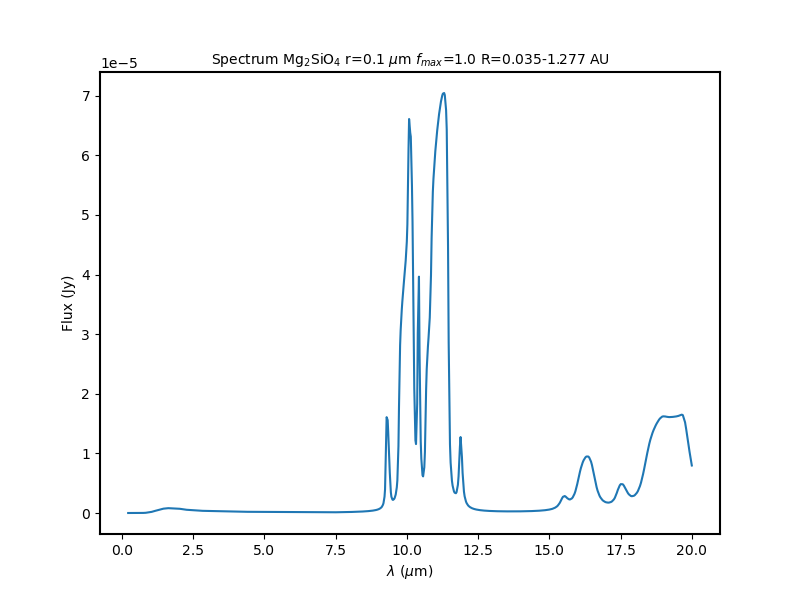 Spectrum Mg₂SiO₄ r=0.1 μm f_max=1.0 R=0.035-1.277 AU
1e−5
7
6
5
4
3
2
1
0
Flux (Jy)
0.0 2.5 5.0 7.5 10.0 12.5 15.0 17.5 20.0
λ (μm)